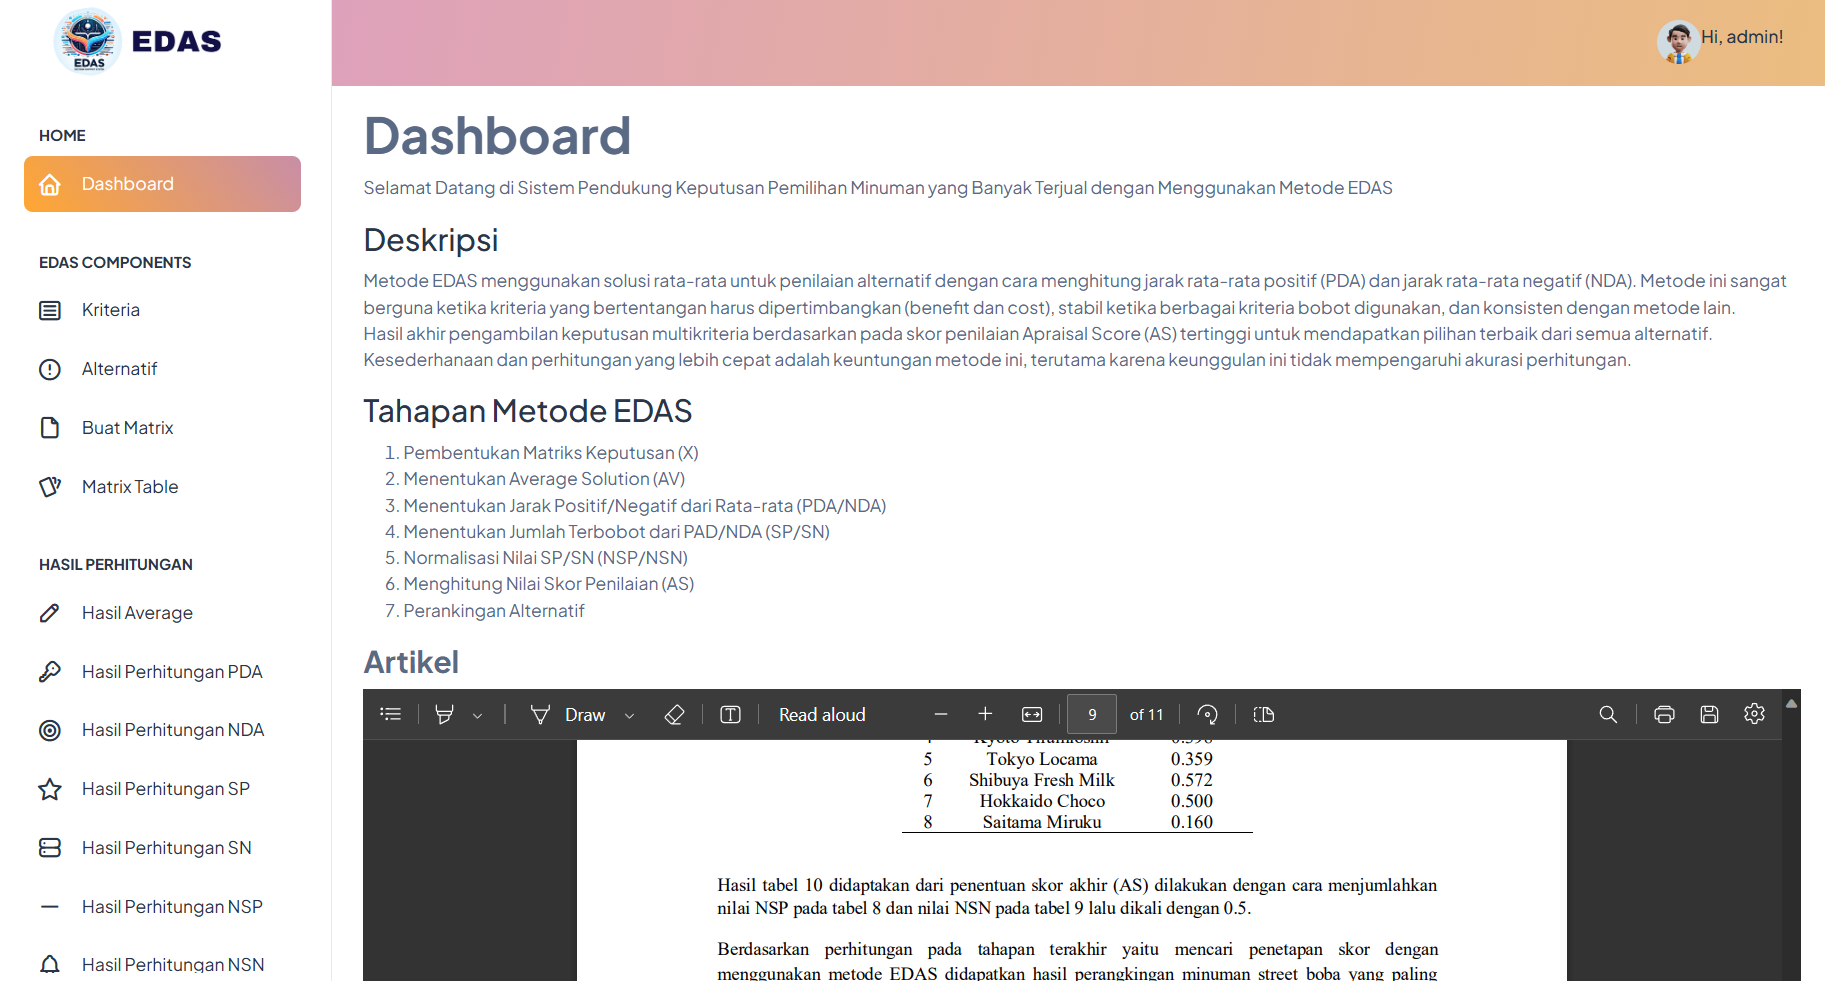 EDAS
EDAS
Hi, admin!
HOME
Dashboard
EDAS COMPONENTS
Kriteria
Alternatif
Buat Matrix
Matrix Table
HASIL PERHITUNGAN
Hasil Average
Hasil Perhitungan PDA
Hasil Perhitungan NDA
Hasil Perhitungan SP
Hasil Perhitungan SN
Hasil Perhitungan NSP
Hasil Perhitungan NSN
Dashboard
Selamat Datang di Sistem Pendukung Keputusan Pemilihan Minuman yang Banyak Terjual dengan Menggunakan Metode EDAS
Deskripsi
Metode EDAS menggunakan solusi rata-rata untuk penilaian alternatif dengan cara menghitung jarak rata-rata positif (PDA) dan jarak rata-rata negatif (NDA). Metode ini sangat
berguna ketika kriteria yang bertentangan harus dipertimbangkan (benefit dan cost), stabil ketika berbagai kriteria bobot digunakan, dan konsisten dengan metode lain.
Hasil akhir pengambilan keputusan multikriteria berdasarkan pada skor penilaian Apraisal Score (AS) tertinggi untuk mendapatkan pilihan terbaik dari semua alternatif.
Kesederhanaan dan perhitungan yang lebih cepat adalah keuntungan metode ini, terutama karena keunggulan ini tidak mempengaruhi akurasi perhitungan.
Tahapan Metode EDAS
1. Pembentukan Matriks Keputusan (X)
2. Menentukan Average Solution (AV)
3. Menentukan Jarak Positif/Negatif dari Rata-rata (PDA/NDA)
4. Menentukan Jumlah Terbobot dari PAD/NDA (SP/SN)
5. Normalisasi Nilai SP/SN (NSP/NSN)
6. Menghitung Nilai Skor Penilaian (AS)
7. Perankingan Alternatif
Artikel
Draw Read aloud 9 of 11
5 Tokyo Locama 0.359
6 Shibuya Fresh Milk 0.572
7 Hokkaido Choco 0.500
8 Saitama Miruku 0.160
Hasil tabel 10 didaptakan dari penentuan skor akhir (AS) dilakukan dengan cara menjumlahkan
nilai NSP pada tabel 8 dan nilai NSN pada tabel 9 lalu dikali dengan 0.5.
Berdasarkan perhitungan pada tahapan terakhir yaitu mencari penetapan skor dengan
menggunakan metode EDAS didapatkan hasil perangkingan minuman street boba yang paling